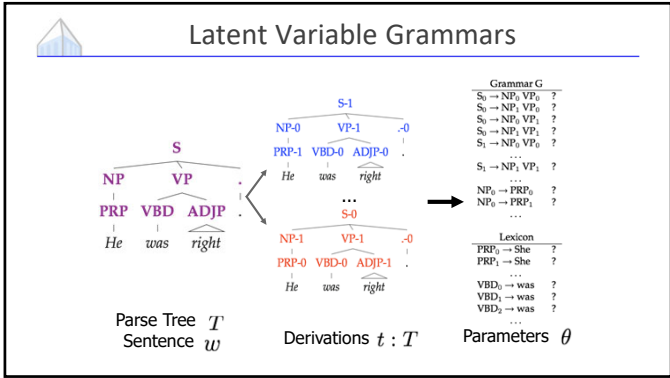 Latent Variable Grammars
S
NP VP .
PRP VBD ADJP .
He was right
S-1
NP-0 VP-1 .-0
PRP-1 VBD-0 ADJP-0 .
He was right
...
S-0
NP-1 VP-1 .-0
PRP-0 VBD-0 ADJP-1 .
He was right
Grammar G
S₀ → NP₀ VP₀ ?
S₀ → NP₁ VP₀ ?
S₀ → NP₀ VP₁ ?
S₀ → NP₁ VP₁ ?
S₁ → NP₀ VP₀ ?
...
S₁ → NP₁ VP₁ ?
...
NP₀ → PRP₀ ?
NP₀ → PRP₁ ?
...
Lexicon
PRP₀ → She ?
PRP₁ → She ?
...
VBD₀ → was ?
VBD₁ → was ?
VBD₂ → was ?
...
Parse Tree T
Sentence w
Derivations t : T
Parameters θ